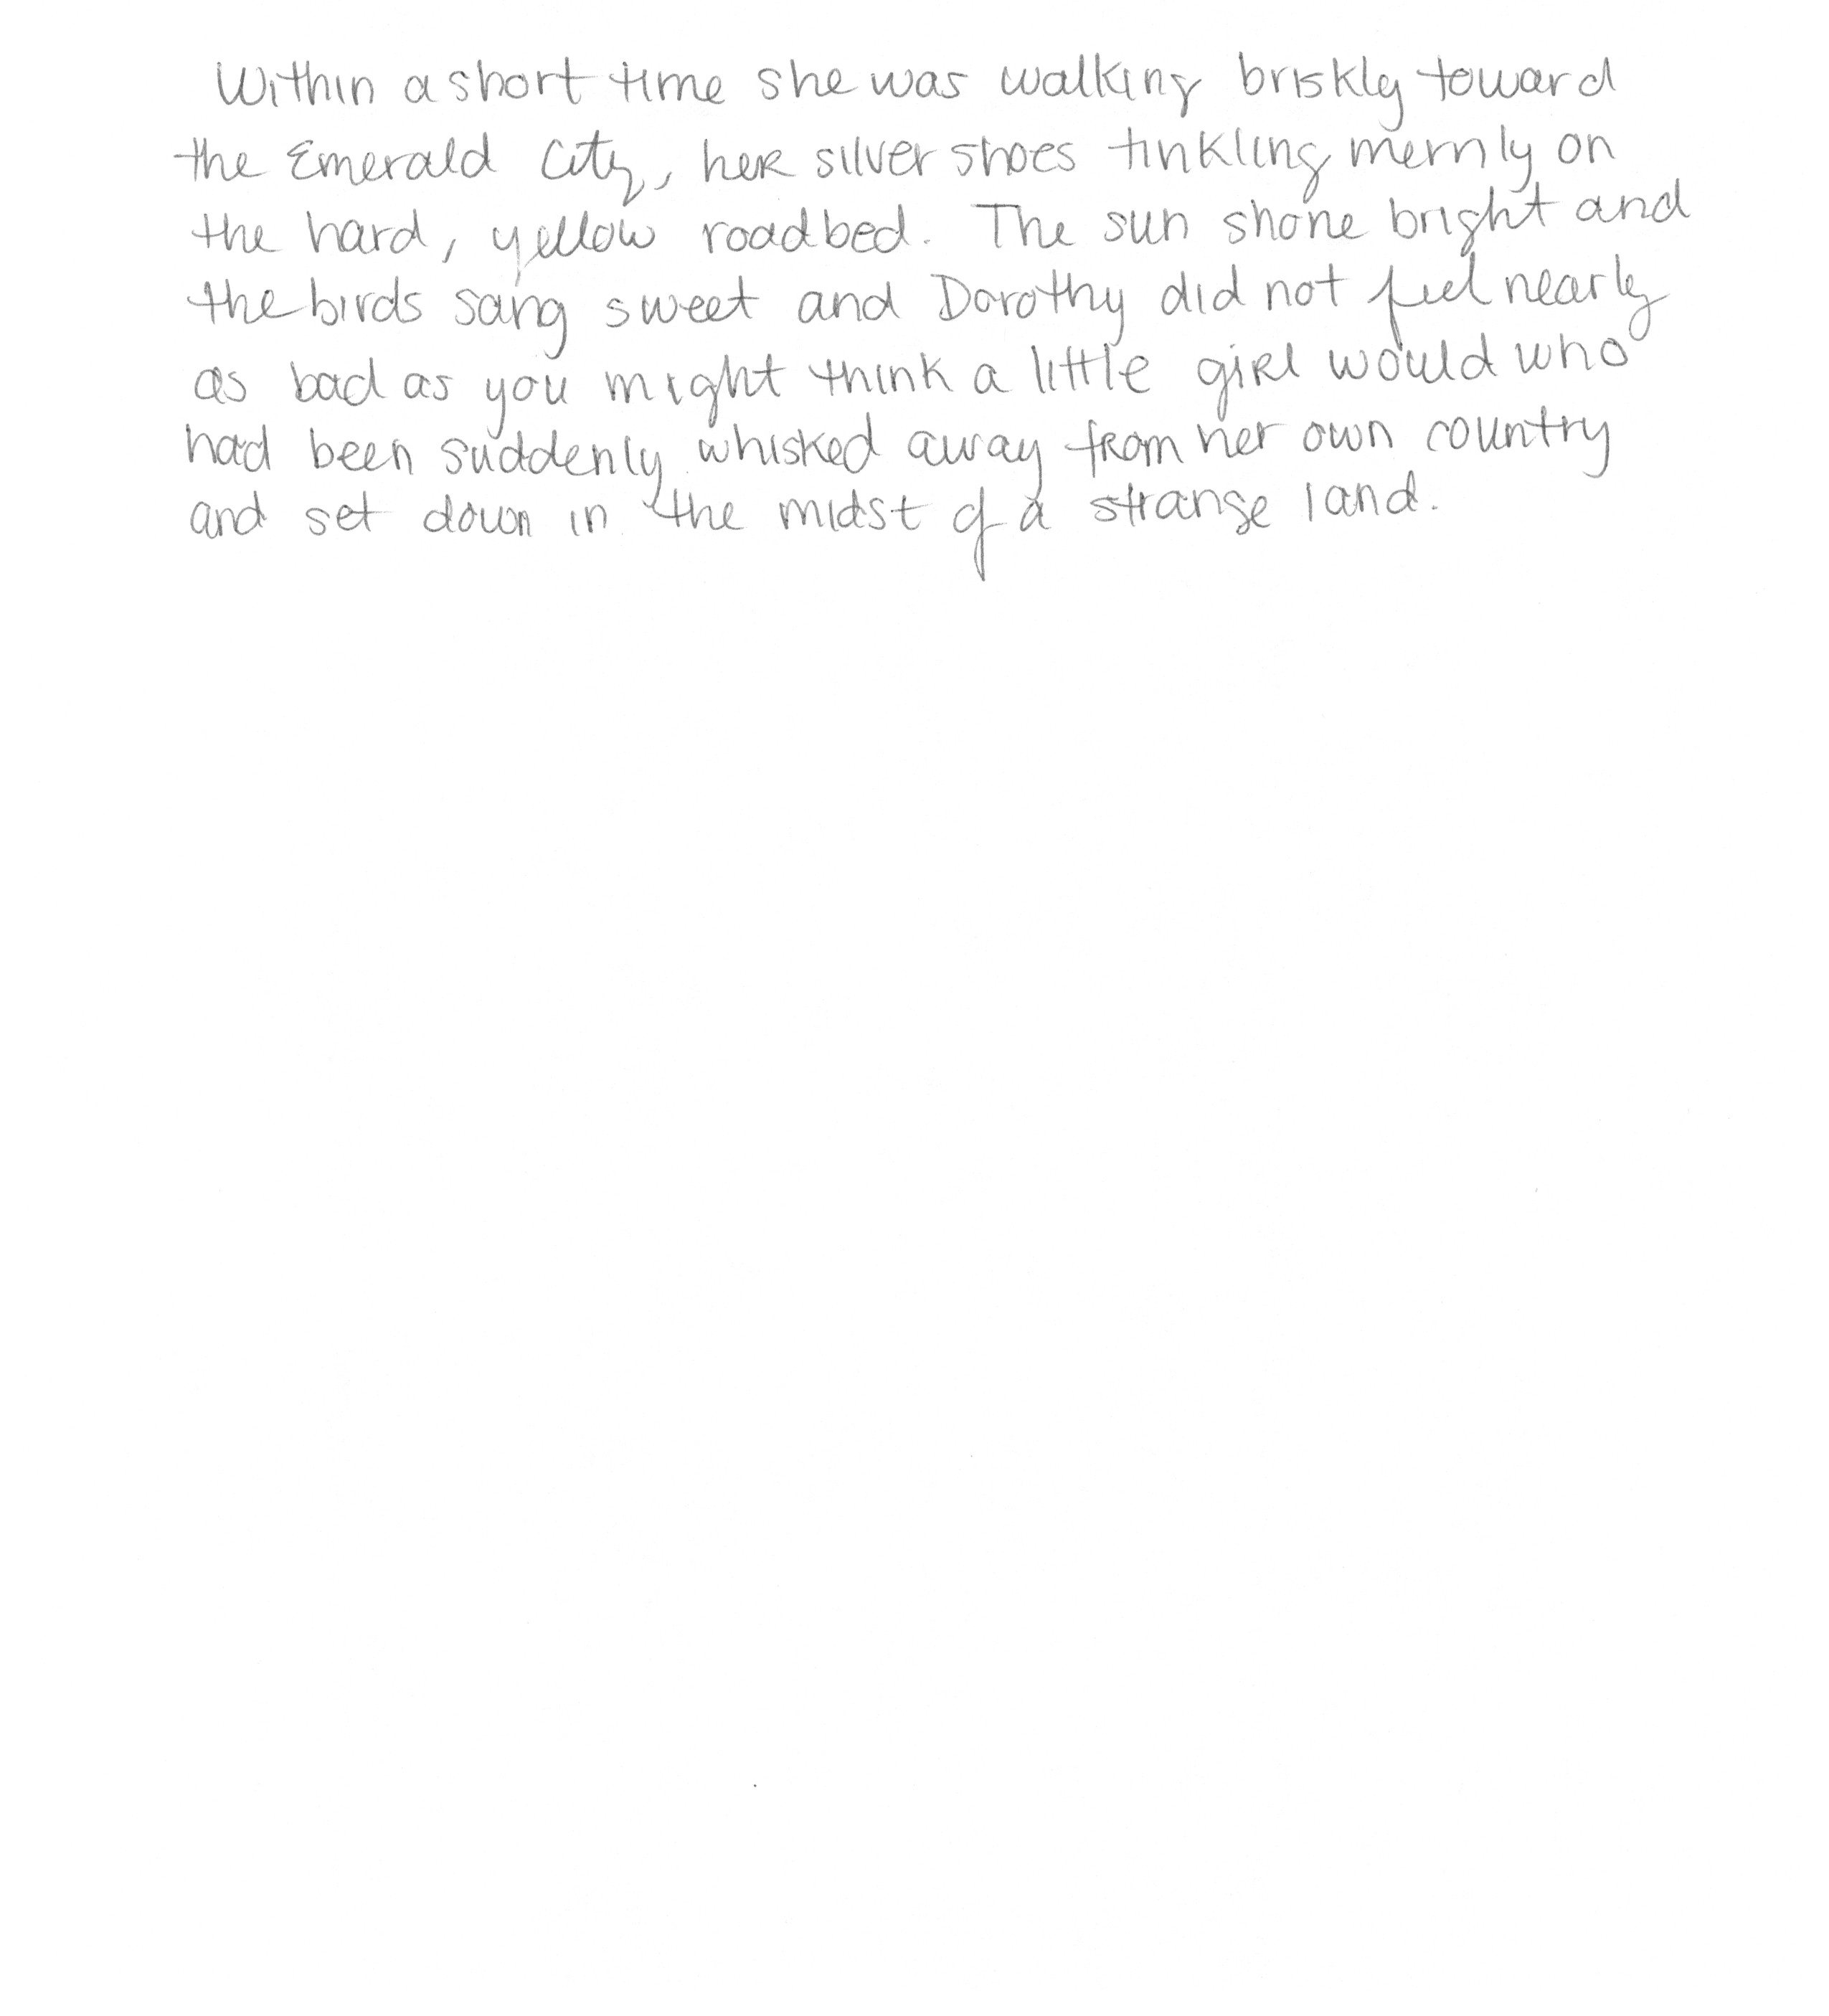 Within a short time she was walking briskly toward
the Emerald City, her silver shoes tinkling merrily on
the hard, yellow roadbed. The sun shone bright and
the birds sang sweet and Dorothy did not feel nearly
as bad as you might think a little girl would who
had been suddenly whisked away from her own country
and set down in the midst of a strange land.